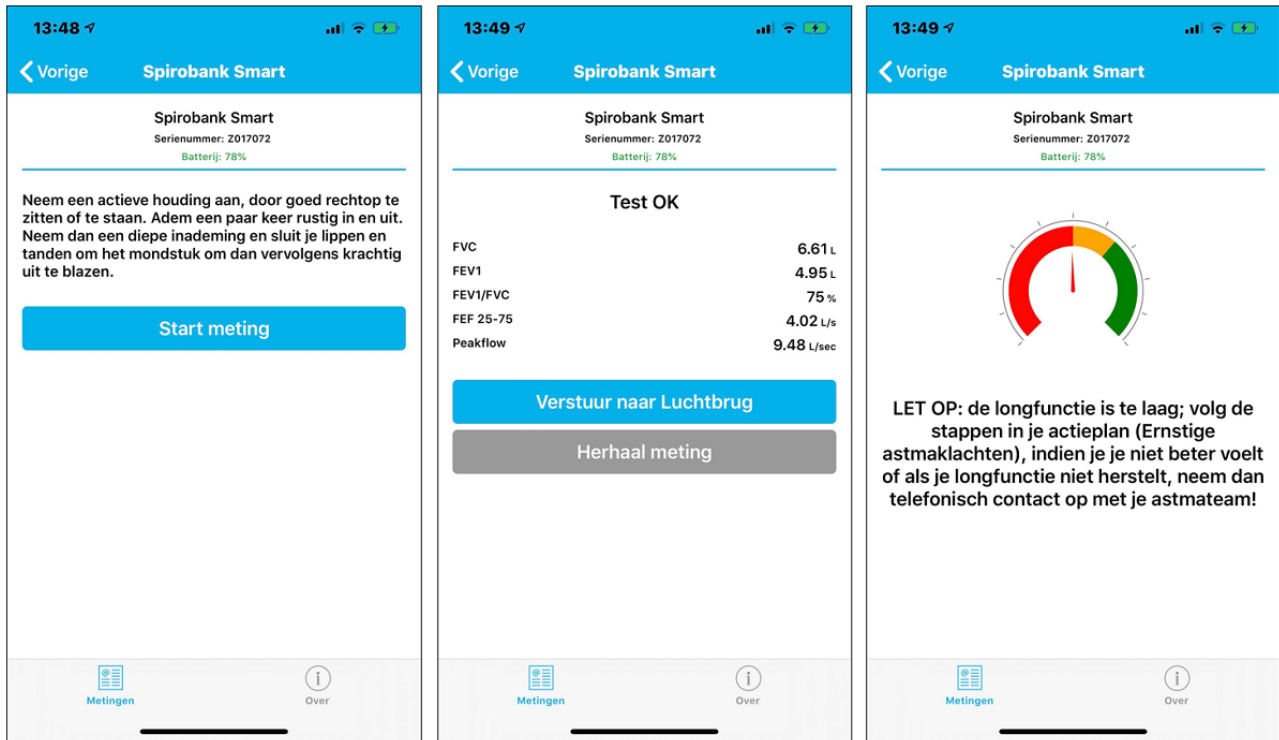 13:48
Vorige
Spirobank Smart
Spirobank Smart
Serienummer: Z017072
Batterij: 78%
Neem een actieve houding aan, door goed rechtop te
zitten of te staan. Adem een paar keer rustig in en uit.
Neem dan een diepe inademing en sluit je lippen en
tanden om het mondstuk om dan vervolgens krachtig
uit te blazen.
Start meting
Metingen
Over
13:49
Vorige
Spirobank Smart
Spirobank Smart
Serienummer: Z017072
Batterij: 78%
Test OK
FVC 6.61 L
FEV1 4.95 L
FEV1/FVC 75 %
FEF 25-75 4.02 L/s
Peakflow 9.48 L/sec
Verstuur naar Luchtbrug
Herhaal meting
Metingen
Over
13:49
Vorige
Spirobank Smart
Spirobank Smart
Serienummer: Z017072
Batterij: 78%
LET OP: de longfunctie is te laag; volg de
stappen in je actieplan (Ernstige
astmaklachten), indien je je niet beter voelt
of als je longfunctie niet herstelt, neem dan
telefonisch contact op met je astmateam!
Metingen
Over